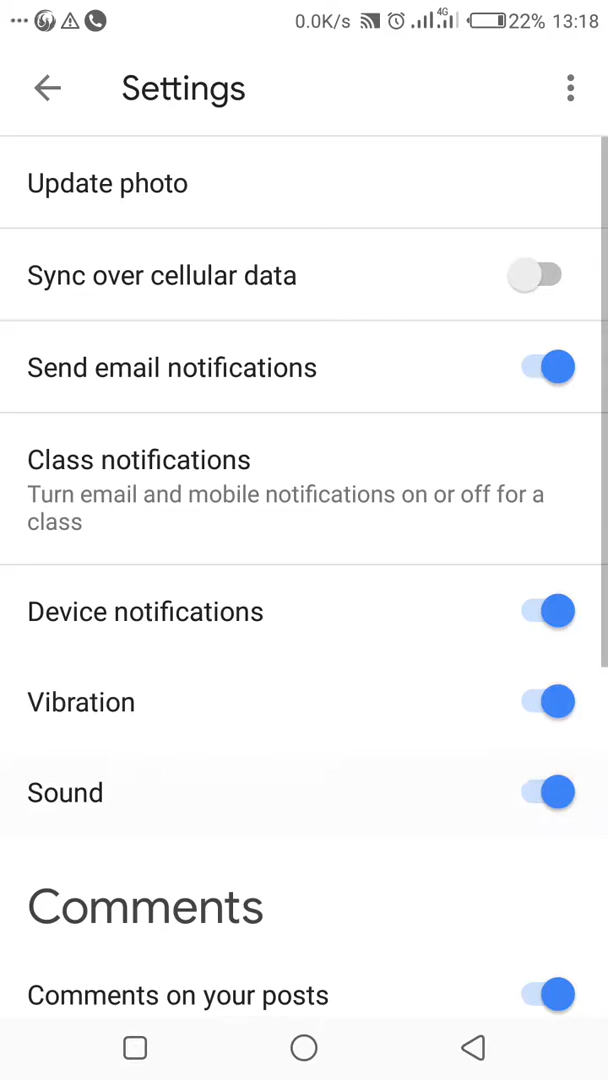 0.0K/s 4G 22% 13:18
Settings
Update photo
Sync over cellular data
Send email notifications
Class notifications
Turn email and mobile notifications on or off for a
class
Device notifications
Vibration
Sound
Comments
Comments on your posts